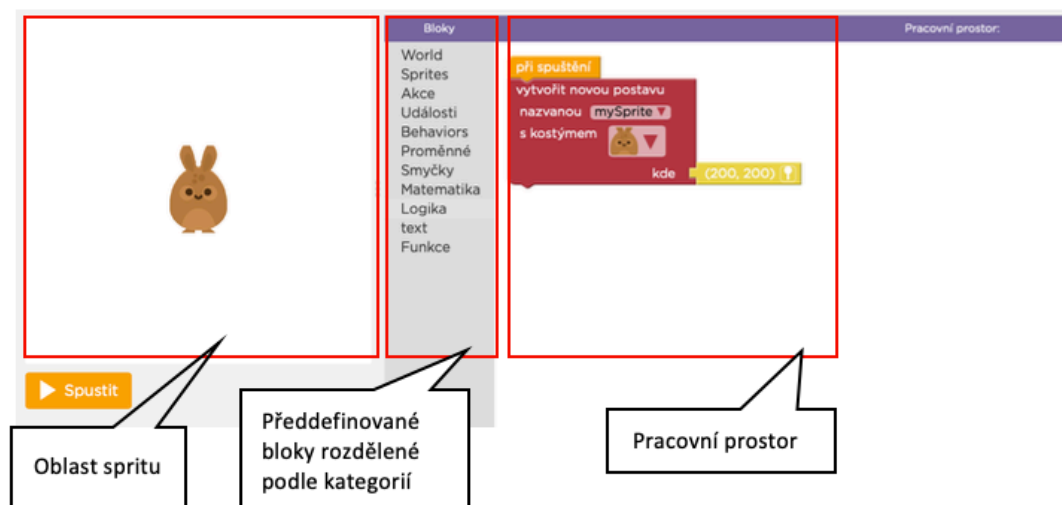 Bloky
Pracovní prostor:
World
Sprites
Akce
Události
Behaviors
Proměnné
Smyčky
Matematika
Logika
text
Funkce
při spuštění
vytvořit novou postavu
nazvanou mySprite
s kostýmem
kde (200, 200)
Spustit
Oblast spritu
Předdefinované
bloky rozdělené
podle kategorií
Pracovní prostor